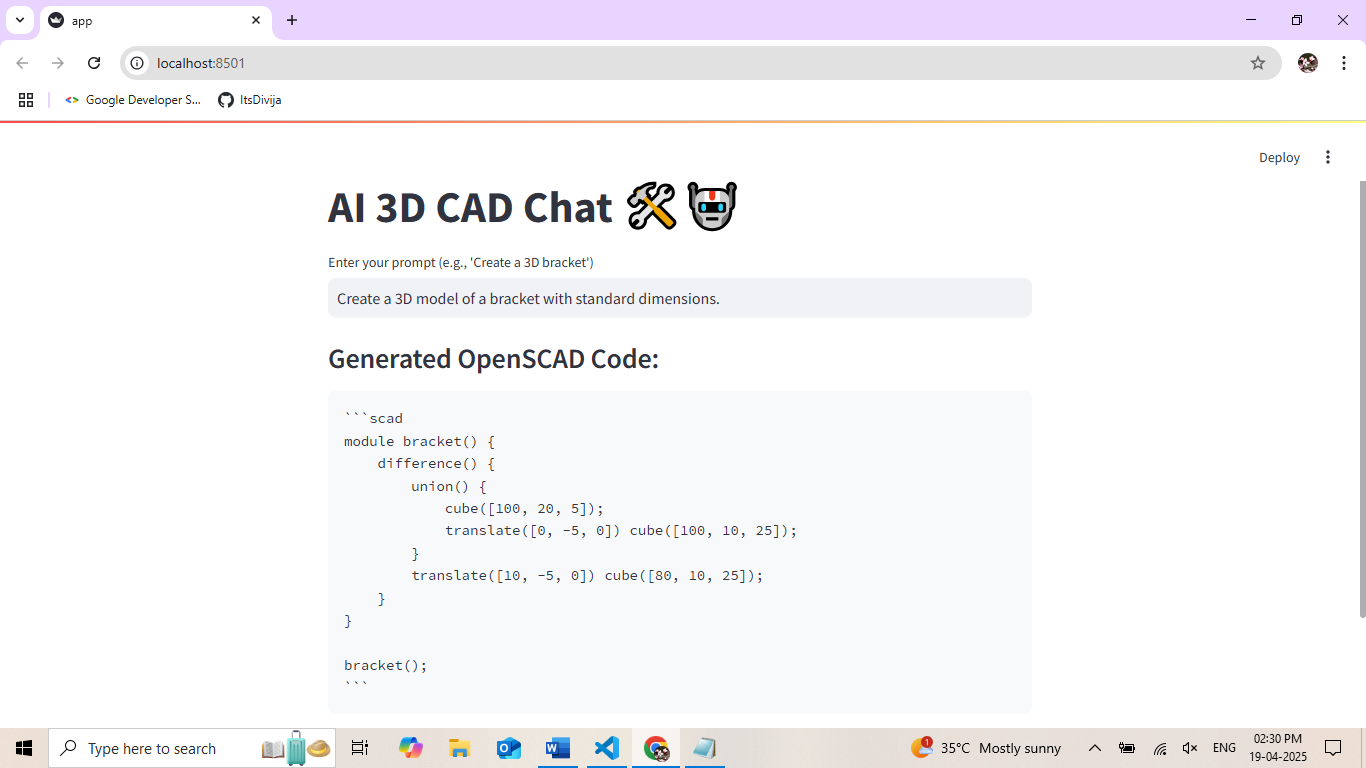 app
localhost:8501
Google Developer S...
ItsDivija
Deploy
AI 3D CAD Chat
Enter your prompt (e.g., 'Create a 3D bracket')
Create a 3D model of a bracket with standard dimensions.
Generated OpenSCAD Code:
```scad
module bracket() {
    difference() {
        union() {
            cube([100, 20, 5]);
            translate([0, -5, 0]) cube([100, 10, 25]);
        }
        translate([10, -5, 0]) cube([80, 10, 25]);
    }
}

bracket();
```
Type here to search
1
35°C Mostly sunny
ENG
02:30 PM
19-04-2025